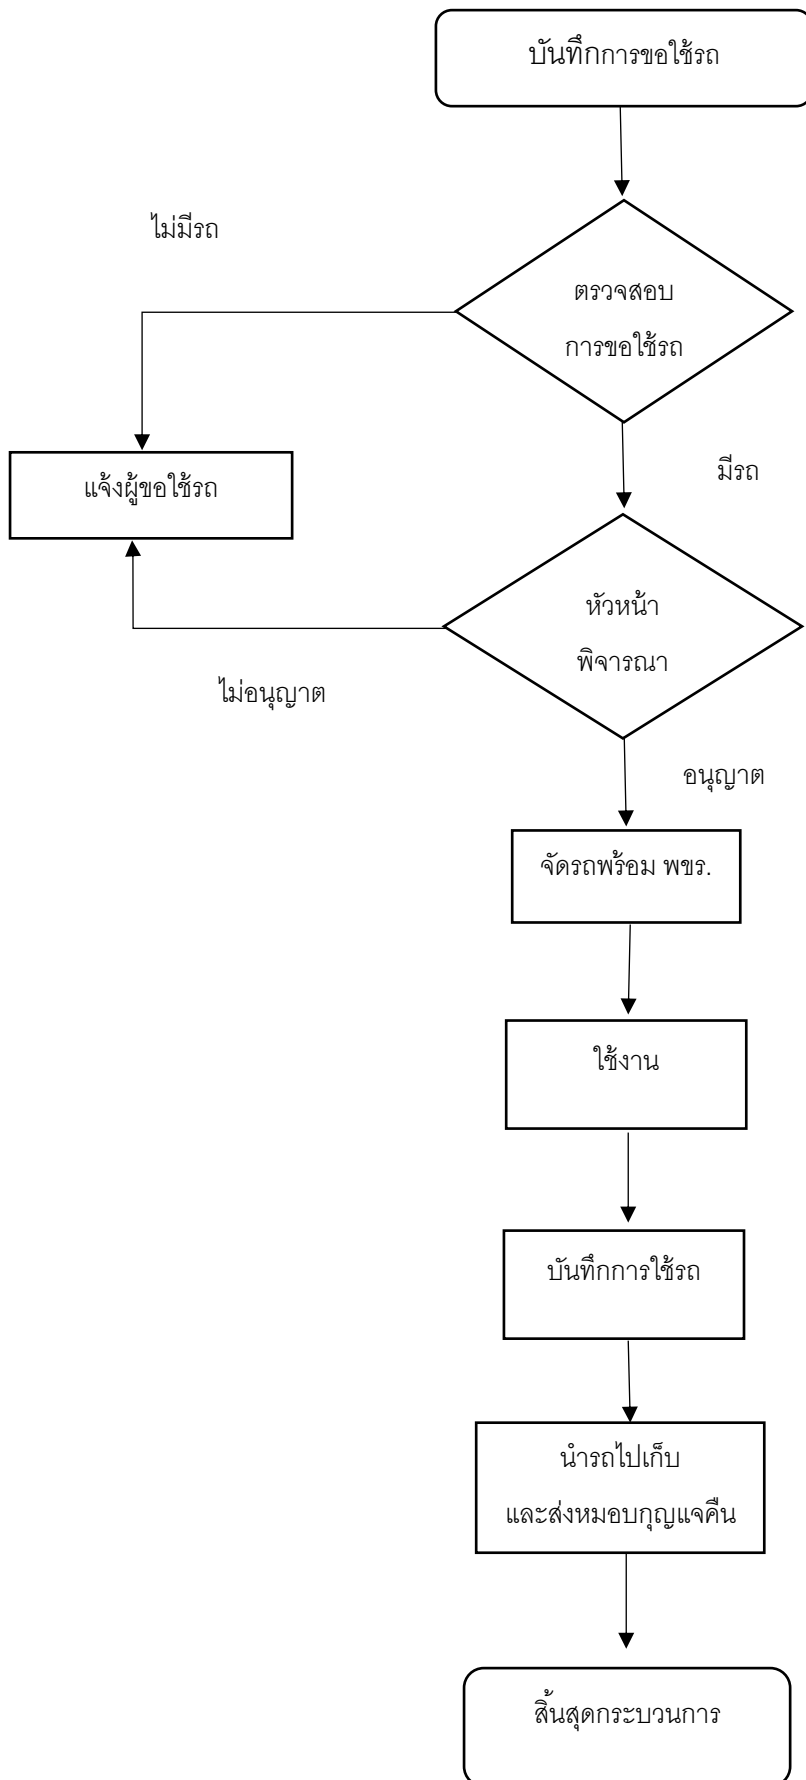 บันทึกการขอใช้รถ
ไม่มีรถ
ตรวจสอบ
การขอใช้รถ
มีรถ
แจ้งผู้ขอใช้รถ
หัวหน้า
พิจารณา
ไม่อนุญาต
อนุญาต
จัดรถพร้อม พขร.
ใช้งาน
บันทึกการใช้รถ
นำรถไปเก็บ
และส่งหมอบกุญแจคืน
สิ้นสุดกระบวนการ